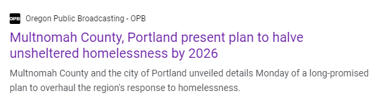 OPB Oregon Public Broadcasting - OPB
Multnomah County, Portland present plan to halve
unsheltered homelessness by 2026
Multnomah County and the city of Portland unveiled details Monday of a long-promised
plan to overhaul the region's response to homelessness.